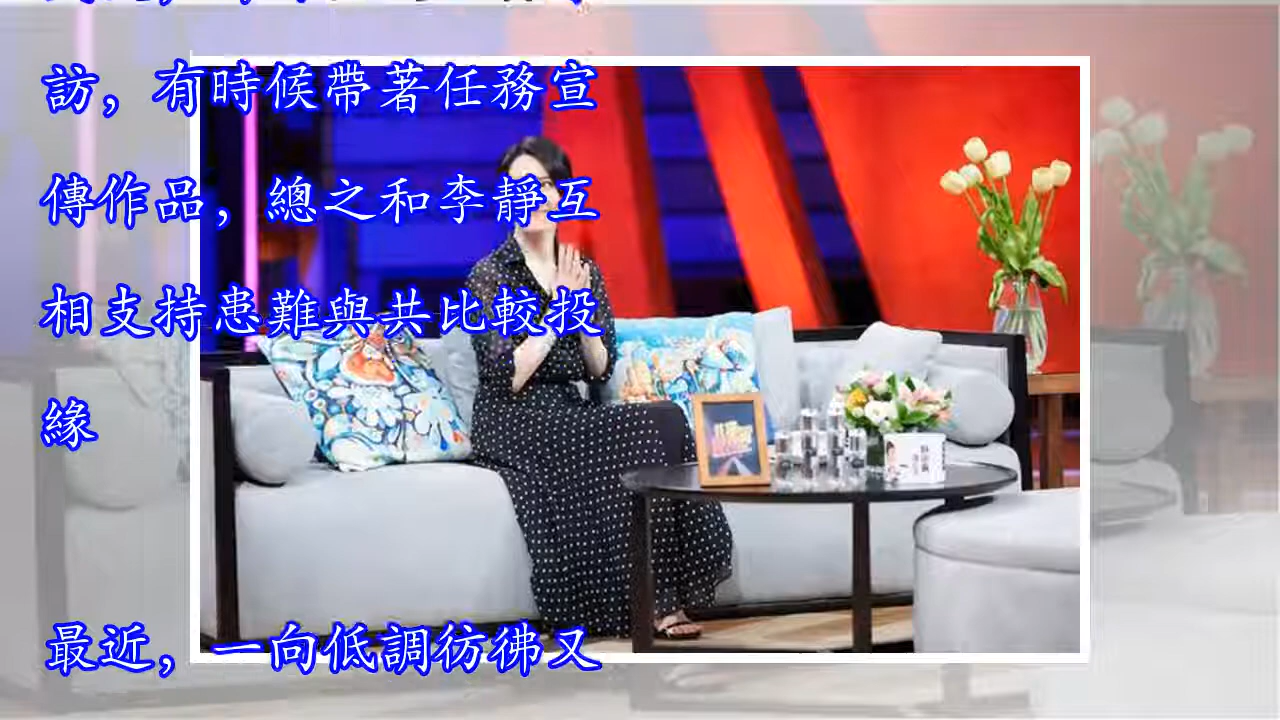 訪，有時候帶著任務宣
傳作品，總之和李靜互
相支持患難與共比較投
緣
最近，一向低調彷彿又